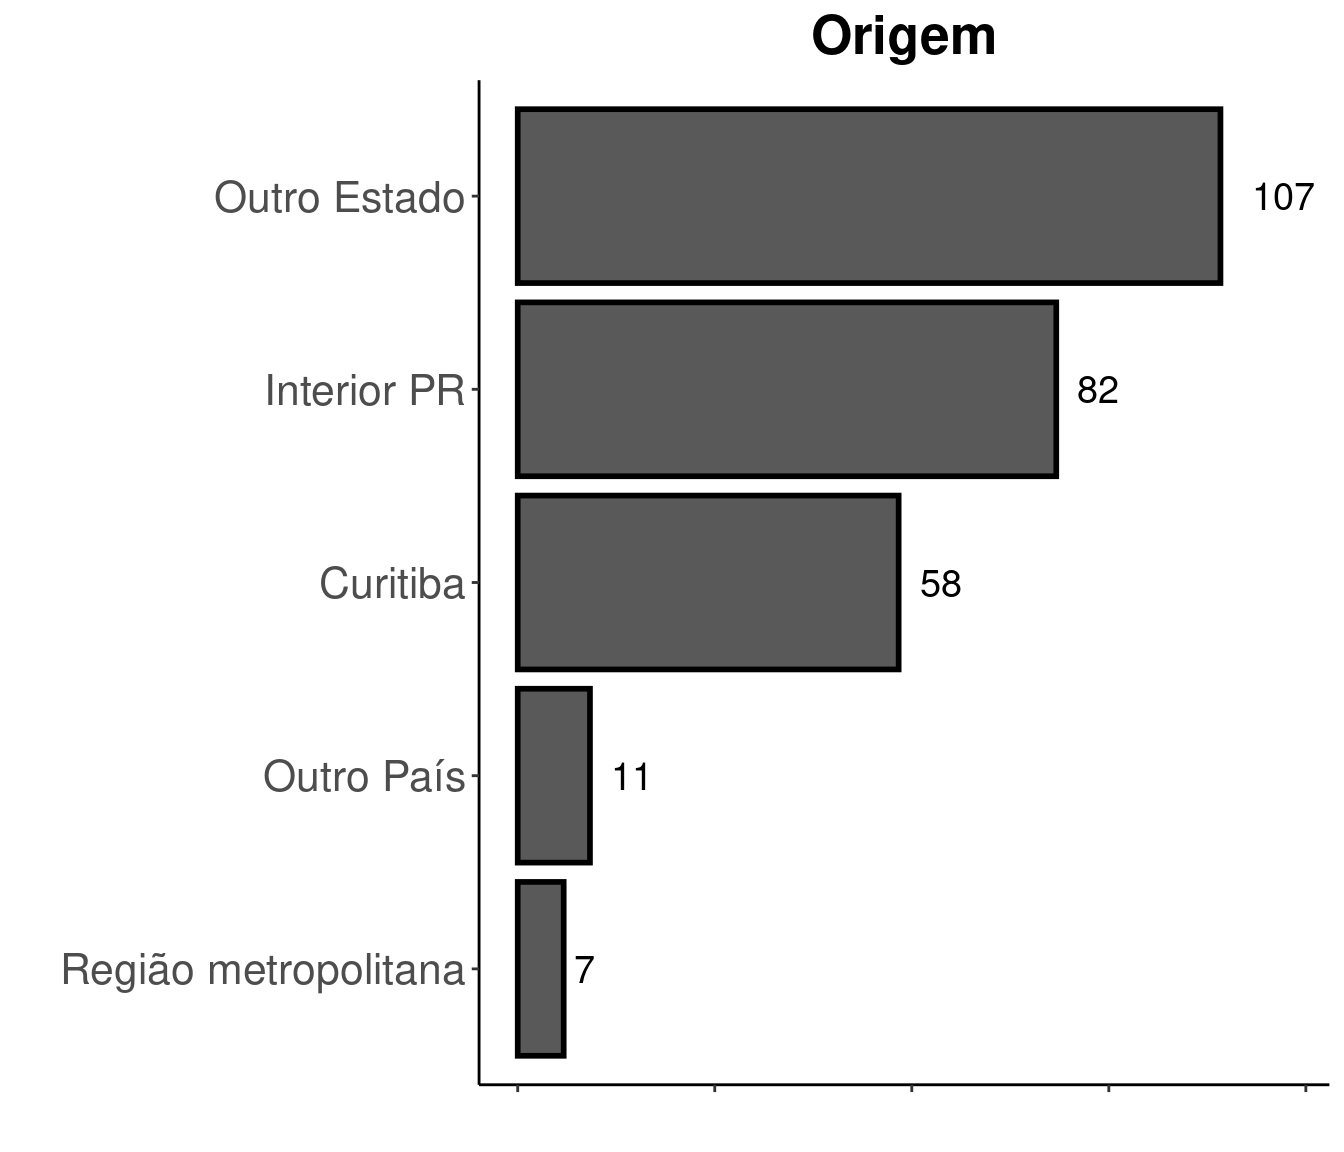 Origem
Outro Estado 107
Interior PR 82
Curitiba 58
Outro País 11
Região metropolitana 7